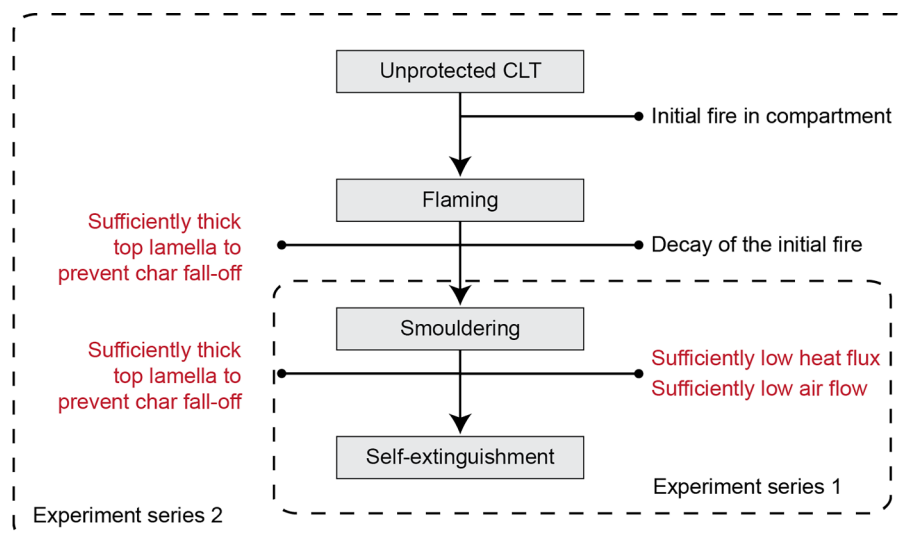 Unprotected CLT
Initial fire in compartment
Flaming
Sufficiently thick
top lamella to
prevent char fall-off
Decay of the initial fire
Smouldering
Sufficiently thick
top lamella to
prevent char fall-off
Sufficiently low heat flux
Sufficiently low air flow
Self-extinguishment
Experiment series 1
Experiment series 2